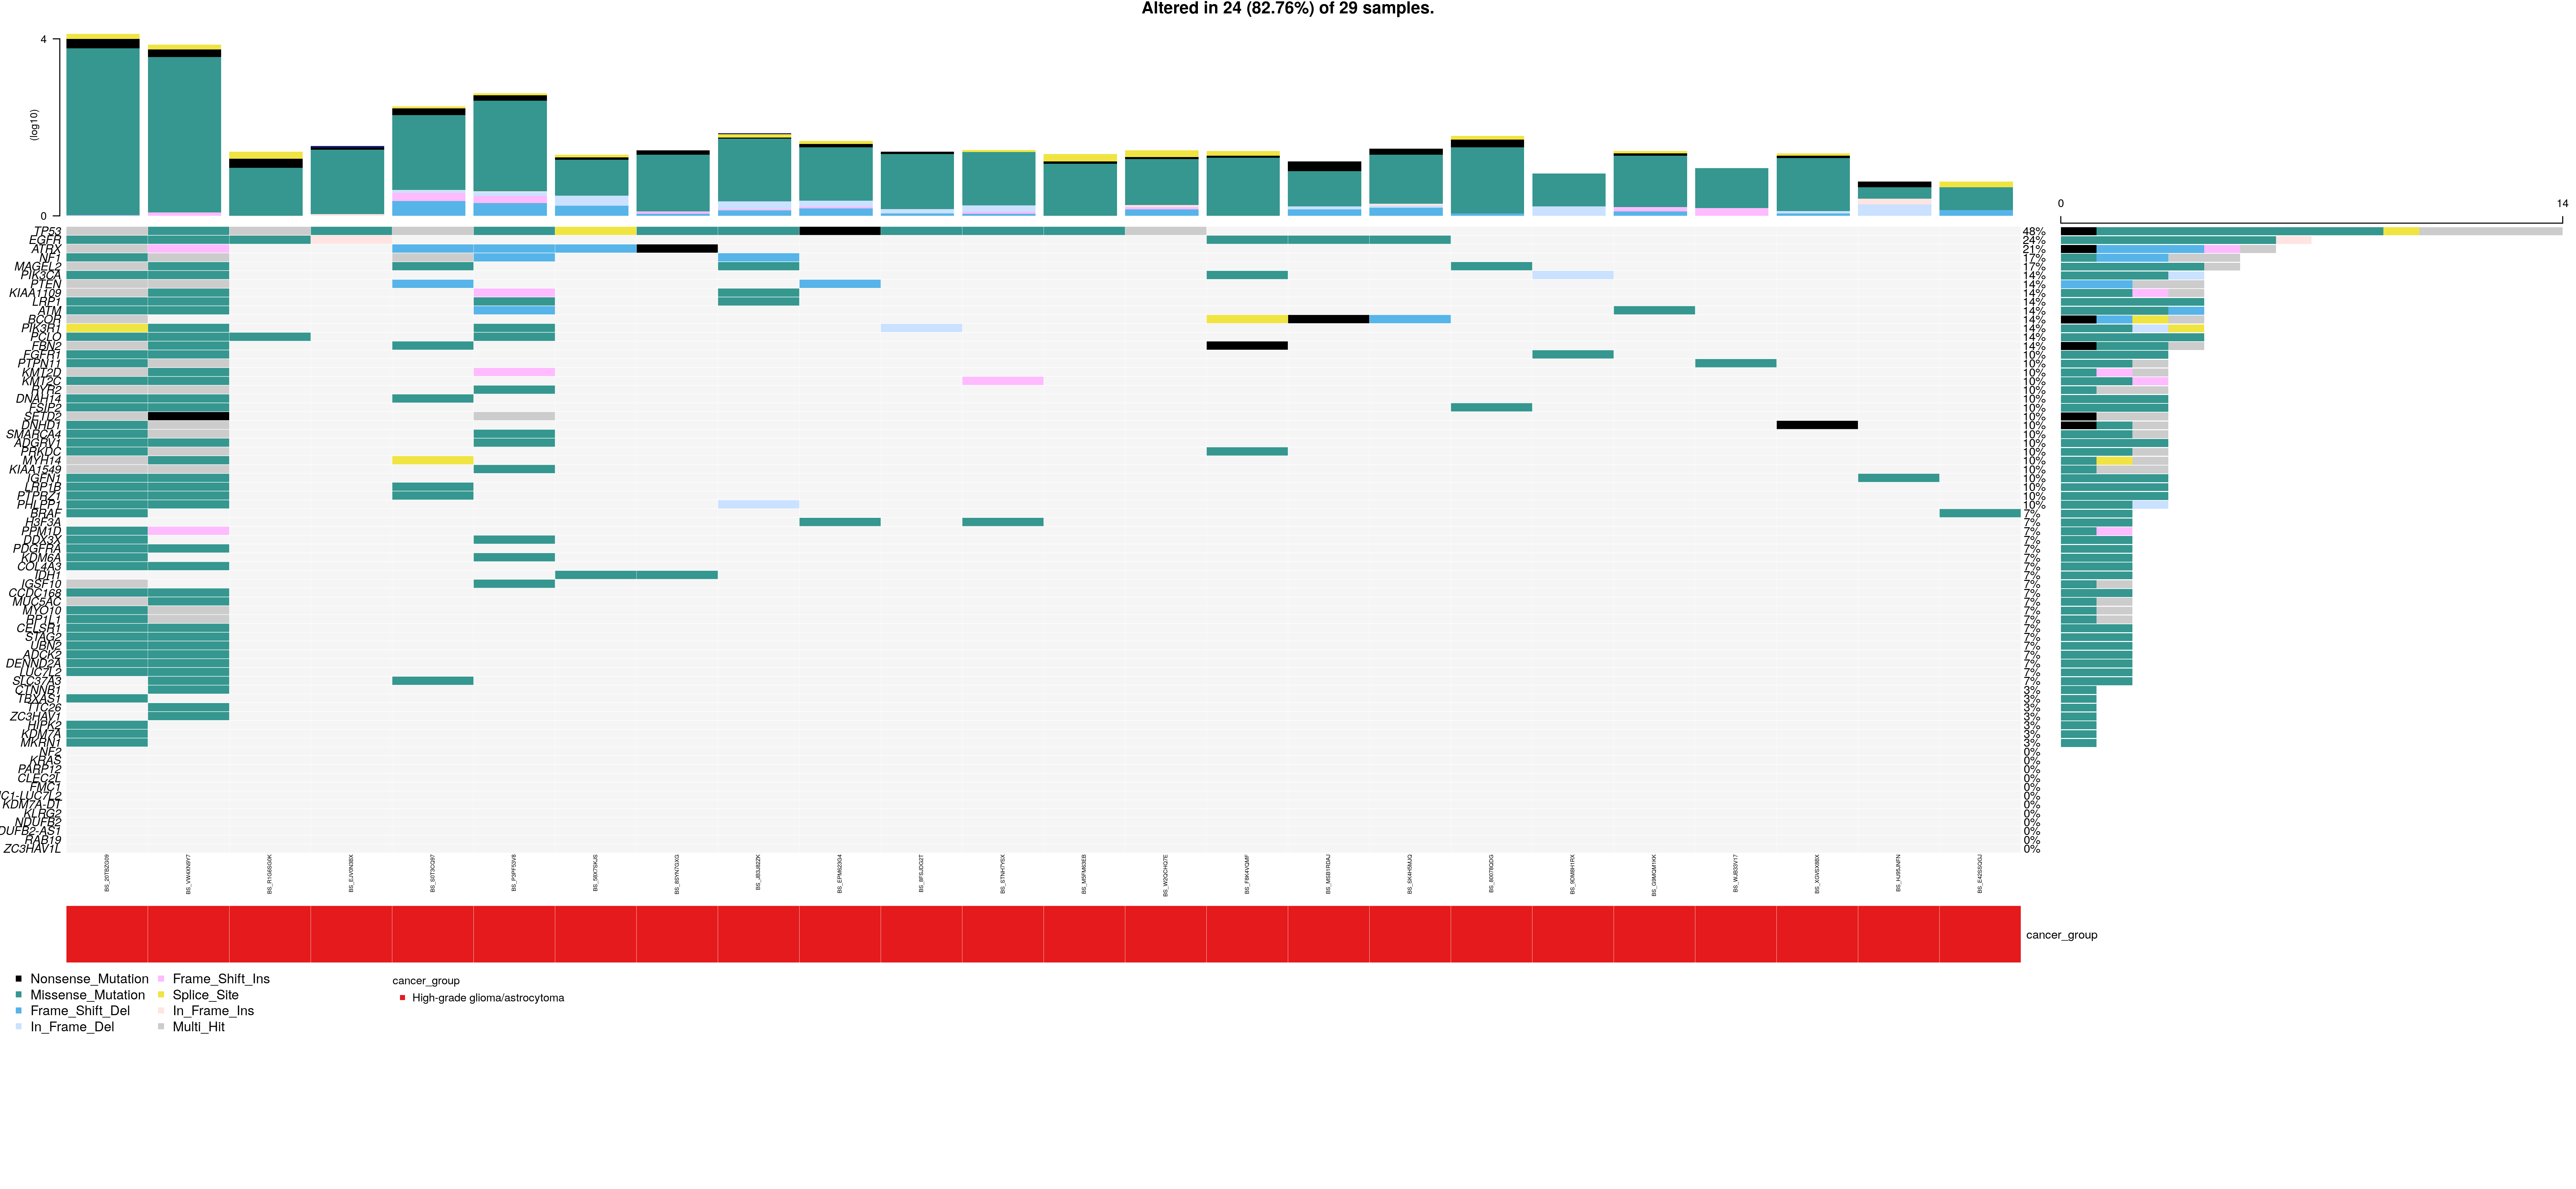 Altered in 24 (82.76%) of 29 samples.
4
(log10)
0
0 14
TP53 48%
EGFR 24%
ATRX 21%
NF1 17%
MAGEL2 17%
PIK3CA 14%
PTEN 14%
KIAA1109 14%
LRP1 14%
ATM 14%
BCOR 14%
PIK3R1 14%
PCLO 14%
FBN2 14%
FGFR1 10%
PTPN11 10%
KMT2D 10%
KMT2C 10%
RYR2 10%
DNAH14 10%
FSIP2 10%
SETD2 10%
DNHD1 10%
SMARCA4 10%
ADGRV1 10%
PRKDC 10%
MYH14 10%
KIAA1549 10%
IGFN1 10%
LRP1B 10%
PTPRZ1 10%
PHLPP1 10%
BRAF 7%
H3F3A 7%
PPM1D 7%
DDX3X 7%
PDGFRA 7%
KDM6A 7%
COL4A3 7%
IDH1 7%
IGSF10 7%
CCDC168 7%
MUC5AC 7%
MYO10 7%
RP1L1 7%
CELSR1 7%
STAG2 7%
UBN2 7%
ADCK2 7%
DENND2A 7%
LUC7L2 7%
SLC37A3 7%
CTNNB1 3%
TBXAS1 3%
TTC26 3%
ZC3HAV1 3%
HIPK2 3%
KDM7A 3%
MKRN1 3%
NF2 0%
KRAS 0%
PARP12 0%
CLEC2L 0%
FMC1 0%
C1-LUC7L2 0%
KDM7A-DT 0%
KLRG2 0%
NDUFB2 0%
DUFB2-AS1 0%
RAB19 0%
ZC3HAV1L 0%
cancer_group
Nonsense_Mutation Frame_Shift_Ins cancer_group
Missense_Mutation Splice_Site High-grade glioma/astrocytoma
Frame_Shift_Del In_Frame_Ins
In_Frame_Del Multi_Hit